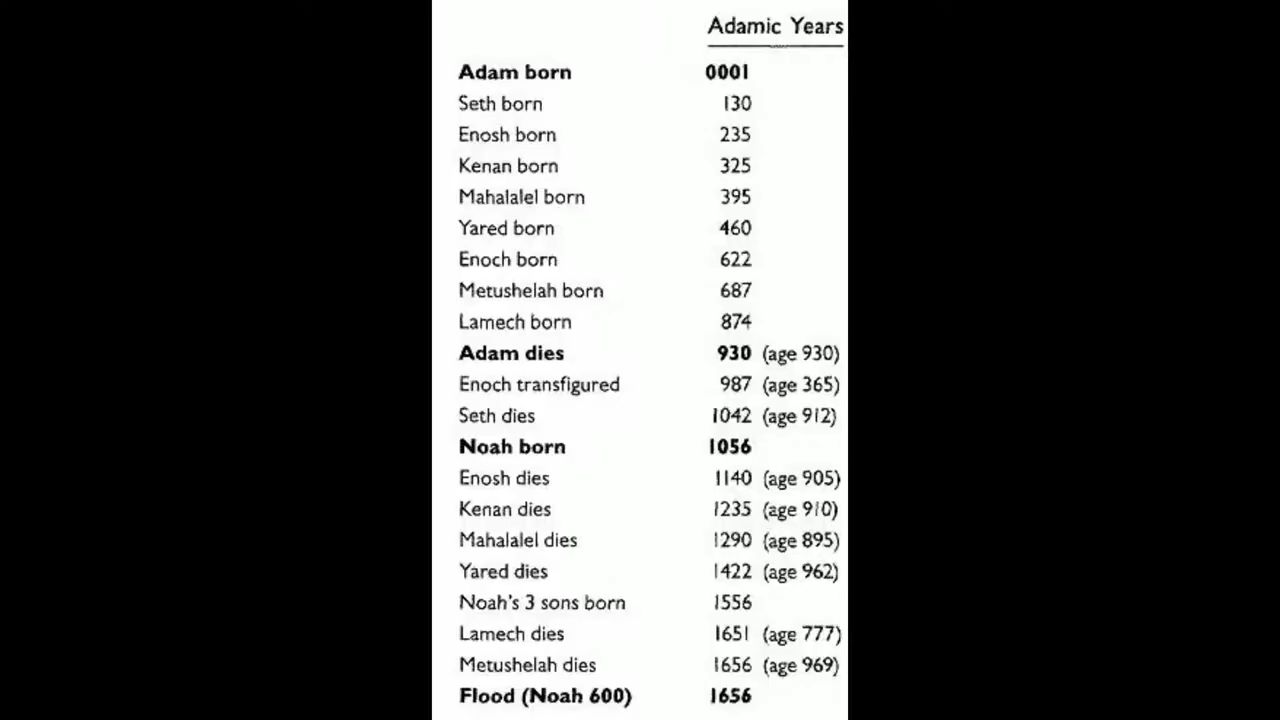 Adamic Years
Adam born 0001
Seth born 130
Enosh born 235
Kenan born 325
Mahalalel born 395
Yared born 460
Enoch born 622
Metushelah born 687
Lamech born 874
Adam dies 930 (age 930)
Enoch transfigured 987 (age 365)
Seth dies 1042 (age 912)
Noah born 1056
Enosh dies 1140 (age 905)
Kenan dies 1235 (age 910)
Mahalalel dies 1290 (age 895)
Yared dies 1422 (age 962)
Noah's 3 sons born 1556
Lamech dies 1651 (age 777)
Metushelah dies 1656 (age 969)
Flood (Noah 600) 1656